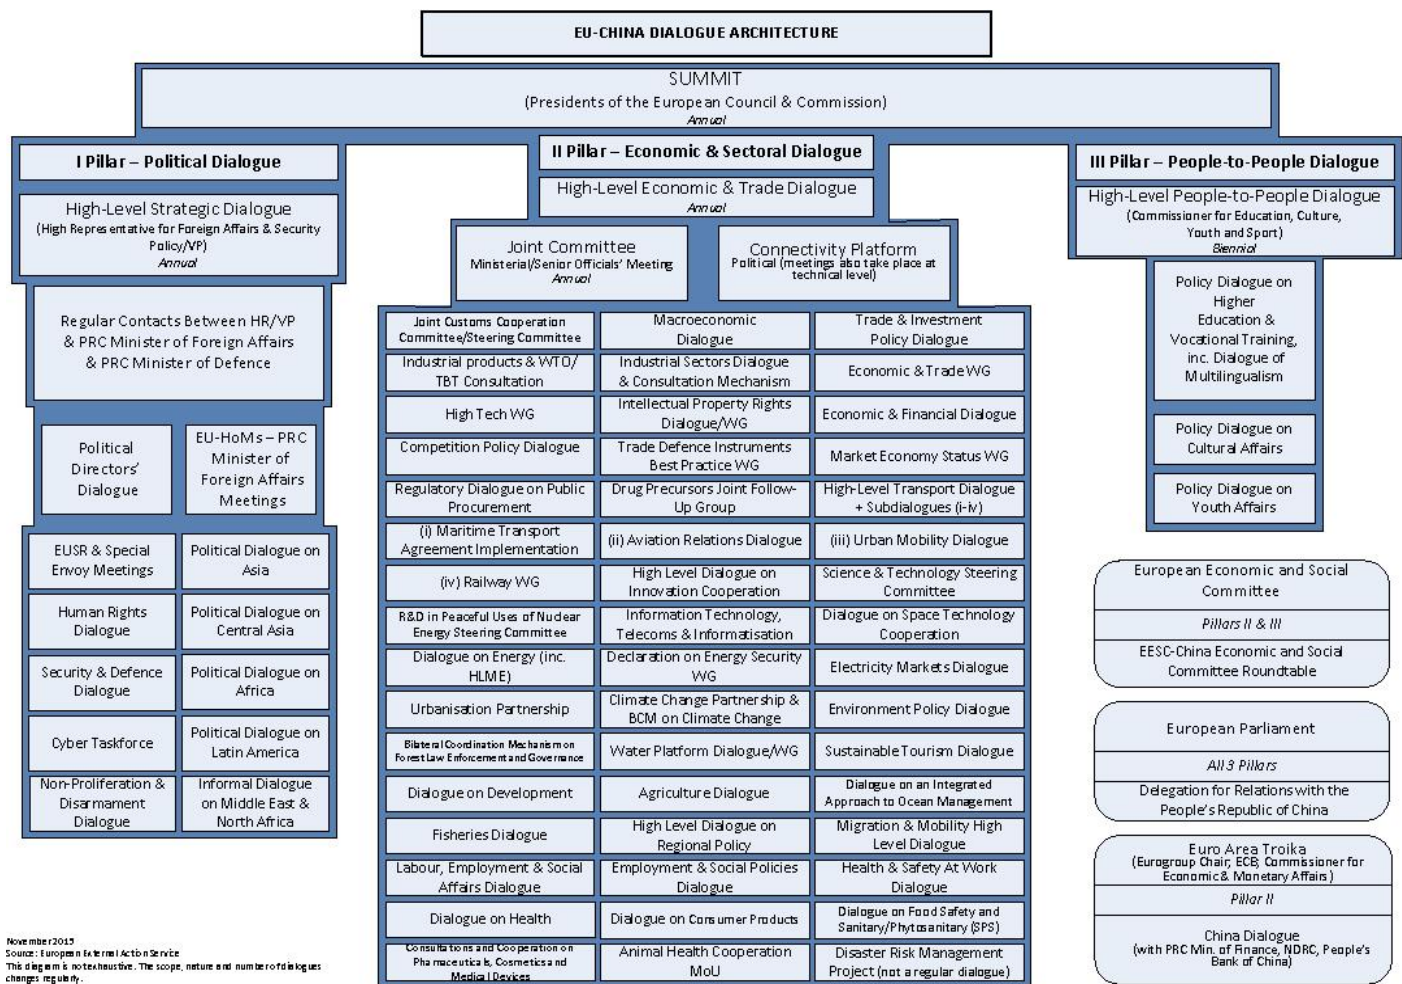 EU-CHINA DIALOGUE ARCHITECTURE
SUMMIT
(Presidents of the European Council & Commission)
Annual
I Pillar – Political Dialogue
High-Level Strategic Dialogue
(High Representative for Foreign Affairs & Security
Policy/VP)
Annual
Regular Contacts Between HR/VP
& PRC Minister of Foreign Affairs
& PRC Minister of Defence
Political
Directors'
Dialogue
EU-HoMs – PRC
Minister of
Foreign Affairs
Meetings
EUSR & Special
Envoy Meetings
Political Dialogue on
Asia
Human Rights
Dialogue
Political Dialogue on
Central Asia
Security & Defence
Dialogue
Political Dialogue on
Africa
Cyber Taskforce
Political Dialogue on
Latin America
Non-Proliferation &
Disarmament
Dialogue
Informal Dialogue
on Middle East &
North Africa
II Pillar – Economic & Sectoral Dialogue
High-Level Economic & Trade Dialogue
Annual
Joint Committee
Ministerial/Senior Officials' Meeting
Annual
Connectivity Platform
Political (meetings also take place at
technical level)
Joint Customs Cooperation
Committee/Steering Committee
Macroeconomic
Dialogue
Trade & Investment
Policy Dialogue
Industrial products & WTO/
TBT Consultation
Industrial Sectors Dialogue
& Consultation Mechanism
Economic & Trade WG
High Tech WG
Intellectual Property Rights
Dialogue/WG
Economic & Financial Dialogue
Competition Policy Dialogue
Trade Defence Instruments
Best Practice WG
Market Economy Status WG
Regulatory Dialogue on Public
Procurement
Drug Precursors Joint Follow-
Up Group
High-Level Transport Dialogue
+ Subdialogues (i-iv)
(i) Maritime Transport
Agreement Implementation
(ii) Aviation Relations Dialogue
(iii) Urban Mobility Dialogue
(iv) Railway WG
High Level Dialogue on
Innovation Cooperation
Science & Technology Steering
Committee
R&D in Peaceful Uses of Nuclear
Energy Steering Committee
Information Technology,
Telecoms & Informatisation
Dialogue on Space Technology
Cooperation
Dialogue on Energy (inc.
HLME)
Declaration on Energy Security
WG
Electricity Markets Dialogue
Urbanisation Partnership
Climate Change Partnership &
BCM on Climate Change
Environment Policy Dialogue
Bilateral Coordination Mechanism on
Forest Law Enforcement and Governance
Water Platform Dialogue/WG
Sustainable Tourism Dialogue
Dialogue on Development
Agriculture Dialogue
Dialogue on an Integrated
Approach to Ocean Management
Fisheries Dialogue
High Level Dialogue on
Regional Policy
Migration & Mobility High
Level Dialogue
Labour, Employment & Social
Affairs Dialogue
Employment & Social Policies
Dialogue
Health & Safety At Work
Dialogue
Dialogue on Health
Dialogue on Consumer Products
Dialogue on Food Safety and
Sanitary/Phytosanitary (SPS)
Consultations and Cooperation on
Pharmaceuticals, Cosmetics and
Medical Devices
Animal Health Cooperation
MoU
Disaster Risk Management
Project (not a regular dialogue)
III Pillar – People-to-People Dialogue
High-Level People-to-People Dialogue
(Commissioner for Education, Culture,
Youth and Sport)
Biennial
Policy Dialogue on
Higher
Education &
Vocational Training,
inc. Dialogue of
Multilingualism
Policy Dialogue on
Cultural Affairs
Policy Dialogue on
Youth Affairs
European Economic and Social
Committee
Pillars II & III
EESC-China Economic and Social
Committee Roundtable
European Parliament
All 3 Pillars
Delegation for Relations with the
People's Republic of China
Euro Area Troika
(Eurogroup Chair; ECB; Commissioner for
Economic & Monetary Affairs)
Pillar II
China Dialogue
(with PRC Min. of Finance, NDRC, People's
Bank of China)
November 2015
Source: European External Action Service
This diagram is not exhaustive. The scope, nature and number of dialogues
changes regularly.